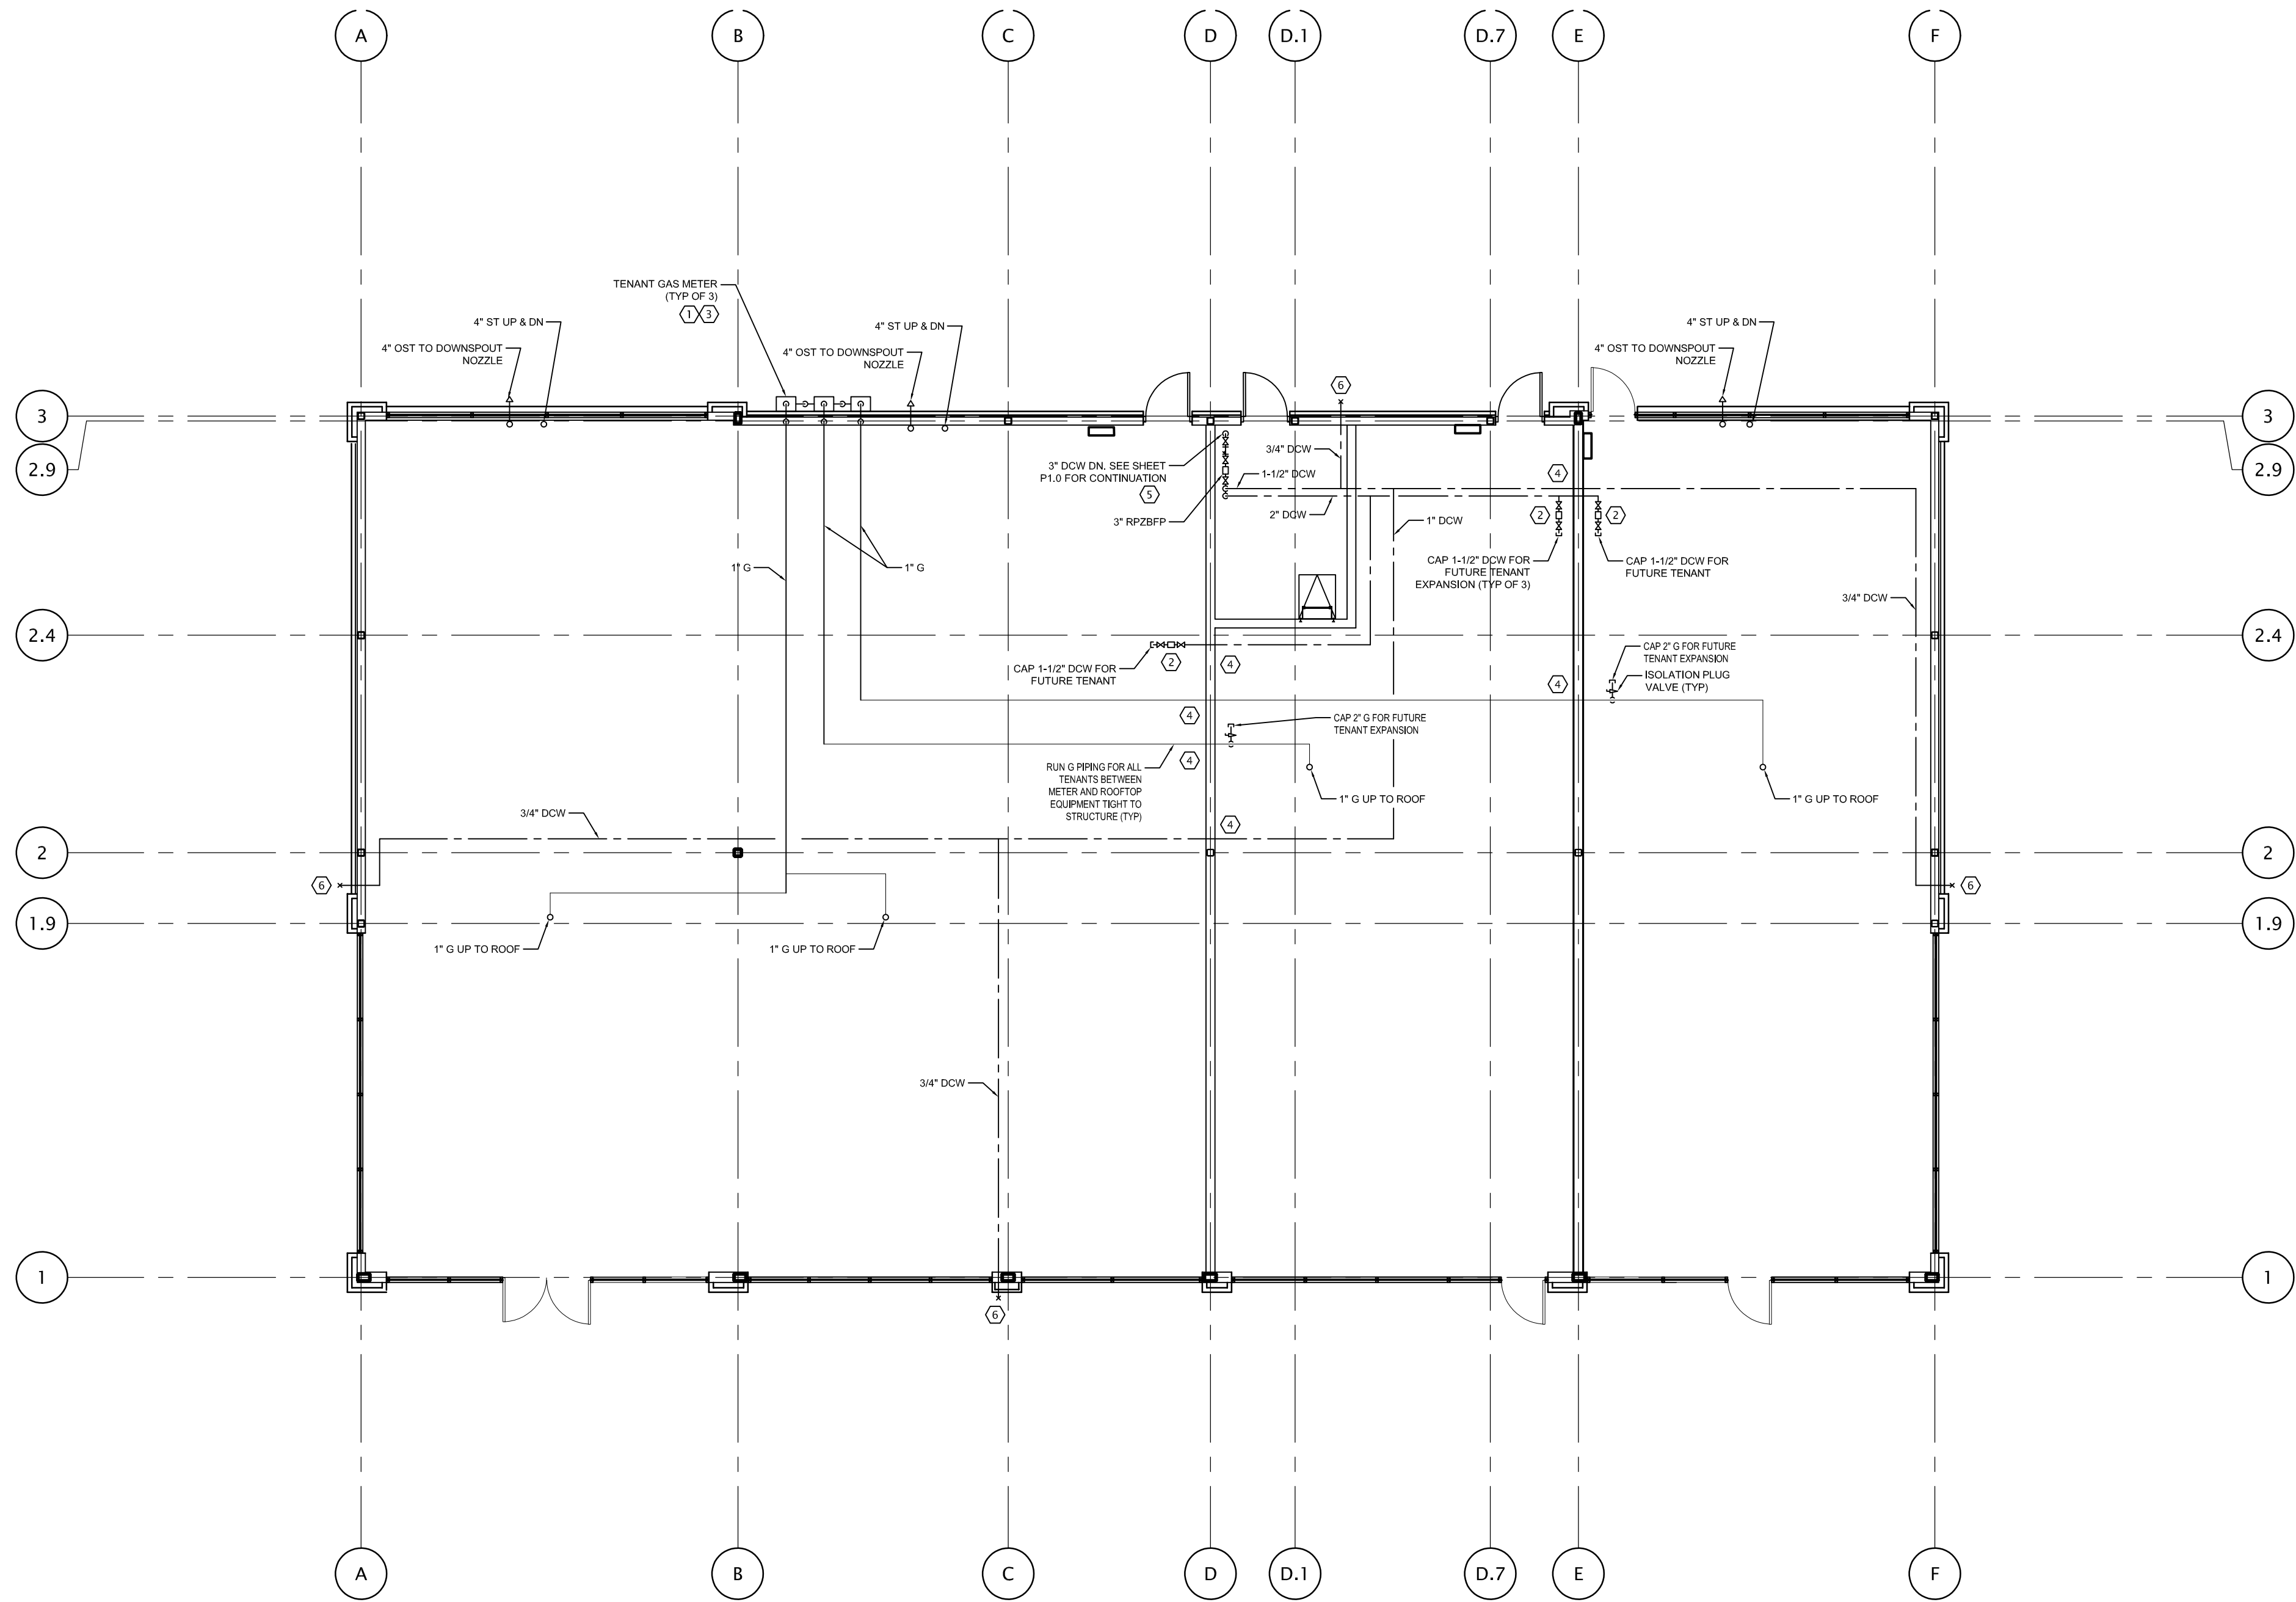 A
B
C
D
D.1
D.7
E
F
TENANT GAS METER
(TYP OF 3)
1
3
4" ST UP & DN
4" OST TO DOWNSPOUT
NOZZLE
4" ST UP & DN
4" OST TO DOWNSPOUT
NOZZLE
4" ST UP & DN
4" OST TO DOWNSPOUT
NOZZLE
6
3
3
2.9
2.9
3/4" DCW
3" DCW DN. SEE SHEET
P1.0 FOR CONTINUATION
5
1-1/2" DCW
3" RPZBFP
2" DCW
1" DCW
4
2
2
CAP 1-1/2" DCW FOR
FUTURE TENANT
EXPANSION (TYP OF 3)
CAP 1-1/2" DCW FOR
FUTURE TENANT
1" G
1" G
3/4" DCW
2.4
2.4
CAP 1-1/2" DCW FOR
FUTURE TENANT
2
4
CAP 2" G FOR FUTURE
TENANT EXPANSION
ISOLATION PLUG
VALVE (TYP)
4
4
CAP 2" G FOR FUTURE
TENANT EXPANSION
4
RUN G PIPING FOR ALL
TENANTS BETWEEN
METER AND ROOFTOP
EQUIPMENT TIGHT TO
STRUCTURE (TYP)
1" G UP TO ROOF
1" G UP TO ROOF
3/4" DCW
4
2
2
6
6
1.9
1.9
1" G UP TO ROOF
1" G UP TO ROOF
3/4" DCW
1
1
6
A
B
C
D
D.1
D.7
E
F